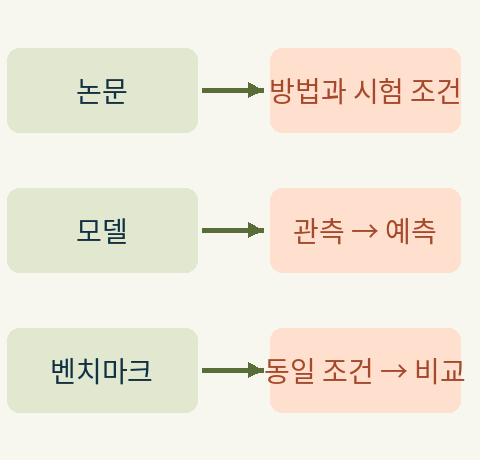 논문
방법과 시험 조건
모델
관측 → 예측
벤치마크
동일 조건 → 비교